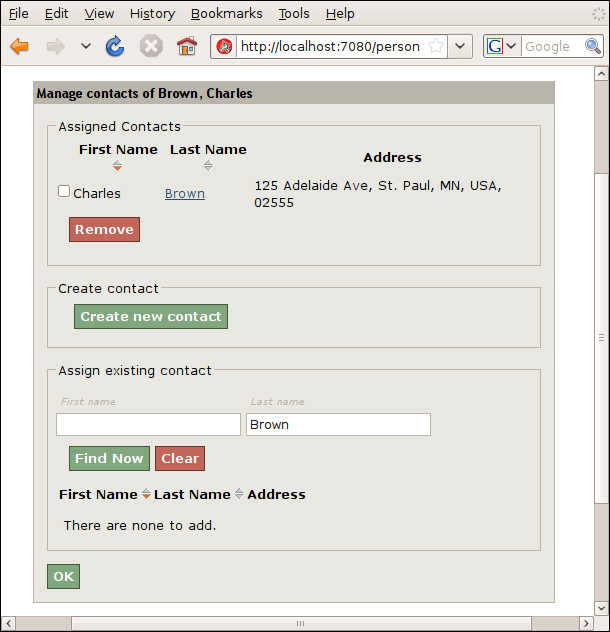 File Edit View History Bookmarks Tools Help
http://localhost:7080/person
G Google
Manage contacts of Brown, Charles
Assigned Contacts
First Name Last Name Address
Charles Brown 125 Adelaide Ave, St. Paul, MN, USA,
02555
Remove
Create contact
Create new contact
Assign existing contact
First name Last name
Brown
Find Now Clear
First Name Last Name Address
There are none to add.
OK